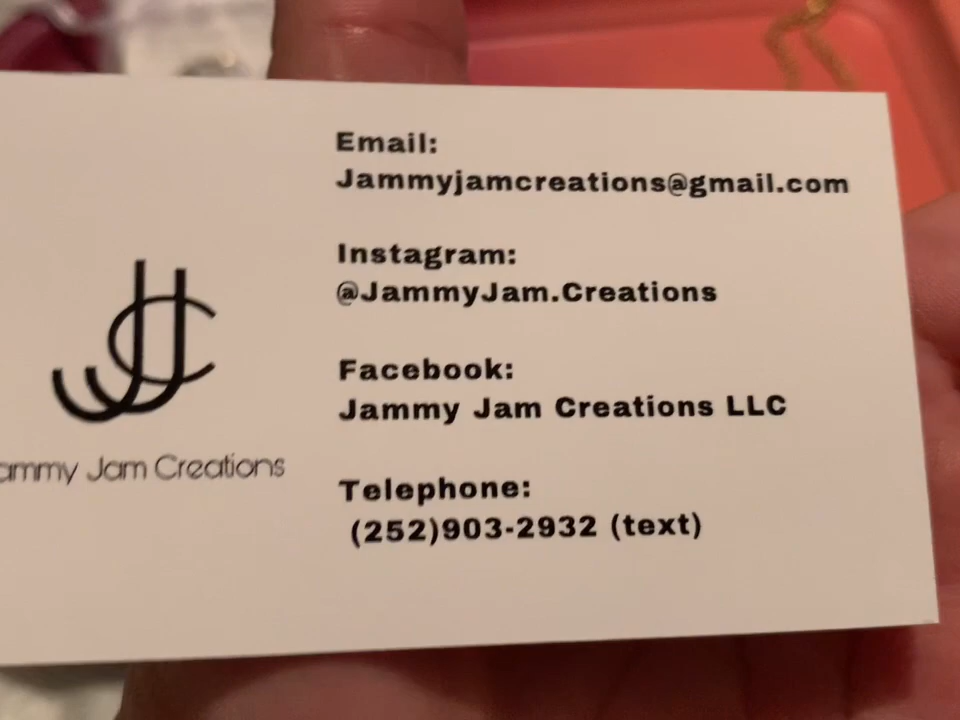 Email:
Jammyjamcreations@gmail.com
Instagram:
@JammyJam.Creations
Facebook:
Jammy Jam Creations LLC
Telephone:
(252)903-2932 (text)
JJC
ammy Jam Creations